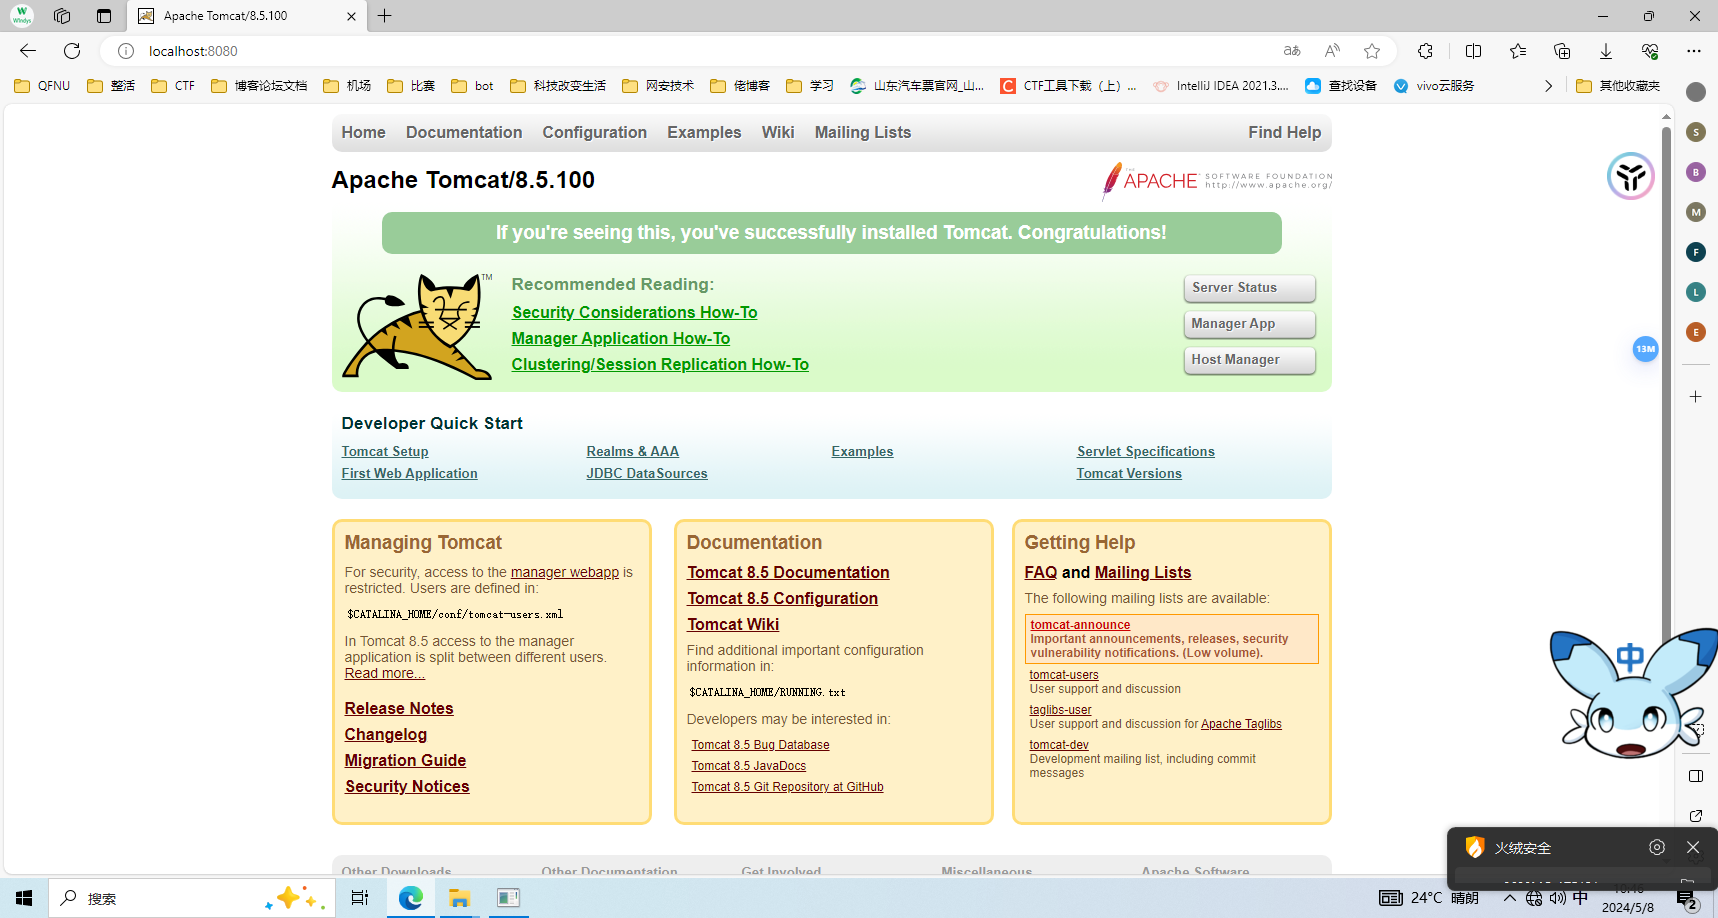 Windys
Apache Tomcat/8.5.100
localhost:8080
QFNU 整活 CTF 博客论坛文档 机场 比赛 bot 科技改变生活 网安技术 佬博客 学习 山东汽车票官网_山... CTF工具下载（上）... IntelliJ IDEA 2021.3.... 查找设备 vivo云服务 其他收藏夹
Home Documentation Configuration Examples Wiki Mailing Lists Find Help
Apache Tomcat/8.5.100
THE APACHE SOFTWARE FOUNDATION
http://www.apache.org/
If you're seeing this, you've successfully installed Tomcat. Congratulations!
TM
Recommended Reading:
Security Considerations How-To
Manager Application How-To
Clustering/Session Replication How-To
Server Status
Manager App
Host Manager
Developer Quick Start
Tomcat Setup
First Web Application
Realms & AAA
JDBC DataSources
Examples
Servlet Specifications
Tomcat Versions
Managing Tomcat
For security, access to the manager webapp is
restricted. Users are defined in:
$CATALINA_HOME/conf/tomcat-users.xml
In Tomcat 8.5 access to the manager
application is split between different users.
Read more...
Release Notes
Changelog
Migration Guide
Security Notices
Documentation
Tomcat 8.5 Documentation
Tomcat 8.5 Configuration
Tomcat Wiki
Find additional important configuration
information in:
$CATALINA_HOME/RUNNING.txt
Developers may be interested in:
Tomcat 8.5 Bug Database
Tomcat 8.5 JavaDocs
Tomcat 8.5 Git Repository at GitHub
Getting Help
FAQ and Mailing Lists
The following mailing lists are available:
tomcat-announce
Important announcements, releases, security
vulnerability notifications. (Low volume).
tomcat-users
User support and discussion
taglibs-user
User support and discussion for Apache Taglibs
tomcat-dev
Development mailing list, including commit
messages
Other Downloads Other Documentation Get Involved Miscellaneous Apache Software
S
B
M
F
L
E
13M
中
火绒安全
搜索
24°C 晴朗
中
2024/5/8
2